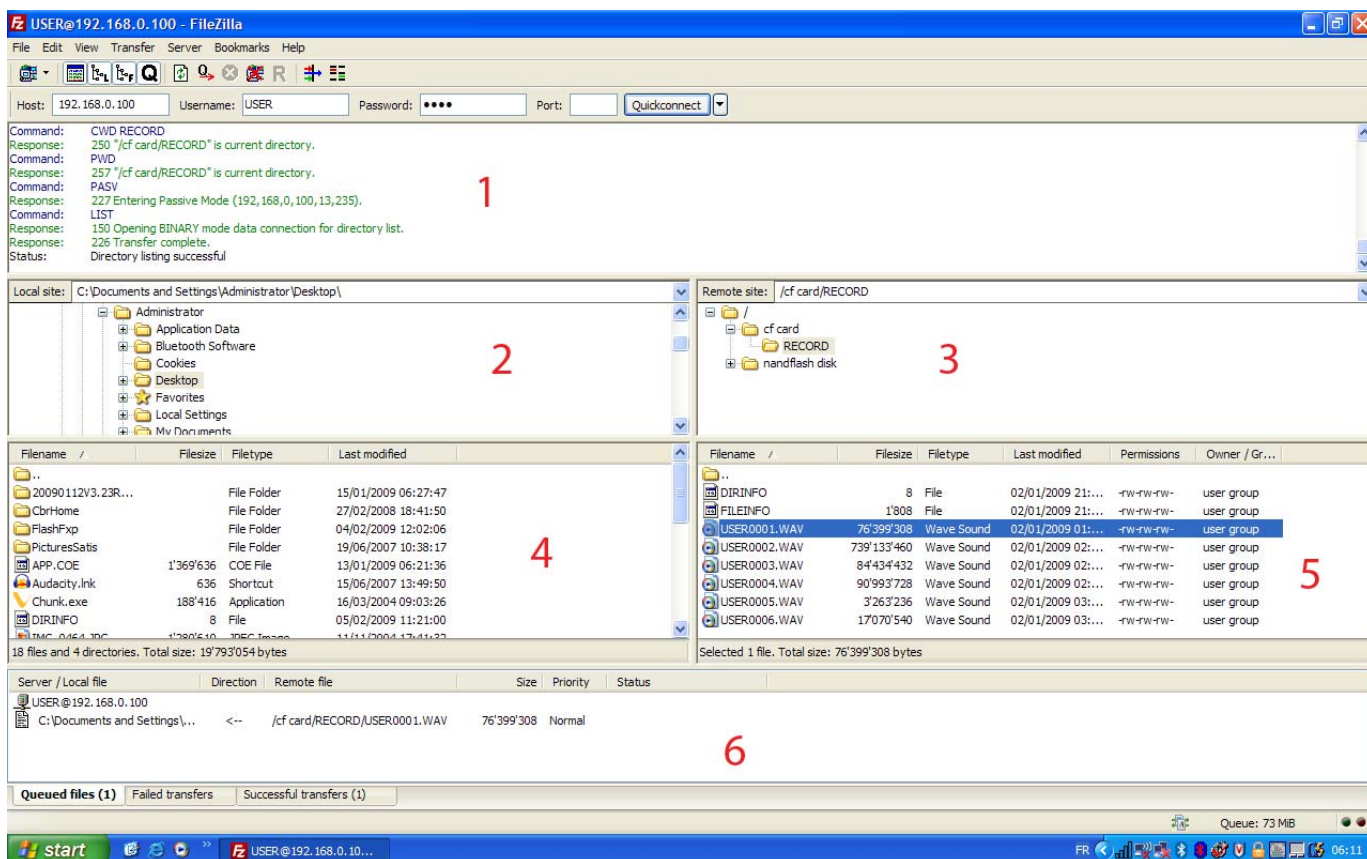 USER@192.168.0.100 - FileZilla
File Edit View Transfer Server Bookmarks Help
Host: 192.168.0.100 Username: USER Password: •••• Port: Quickconnect
Command: CWD RECORD
Response: 250 "/cf card/RECORD" is current directory.
Command: PWD
Response: 257 "/cf card/RECORD" is current directory.
Command: PASV
Response: 227 Entering Passive Mode (192,168,0,100,13,235).
Command: LIST
Response: 150 Opening BINARY mode data connection for directory list.
Response: 226 Transfer complete.
Status: Directory listing successful
1
Local site: C:\Documents and Settings\Administrator\Desktop\
Administrator
Application Data
Bluetooth Software
Cookies
Desktop
Favorites
Local Settings
My Documents
2
Remote site: /cf card/RECORD
/
cf card
RECORD
nandflash disk
3
Filename / Filesize Filetype Last modified
..
20090112V3.23R... File Folder 15/01/2009 06:27:47
CbrHome File Folder 27/02/2008 18:41:50
FlashFxp File Folder 04/02/2009 12:02:06
PicturesSatis File Folder 19/06/2007 10:38:17
APP.COE 1'369'636 COE File 13/01/2009 06:21:36
Audacity.lnk 636 Shortcut 15/06/2007 13:49:50
Chunk.exe 188'416 Application 16/03/2004 09:03:26
DIRINFO 8 File 05/02/2009 11:21:00
IMG_0464.JPG 1'280'610 JPEG Image 11/11/2004 17:41:32
18 files and 4 directories. Total size: 19'793'054 bytes
4
Filename / Filesize Filetype Last modified Permissions Owner / Gr...
..
DIRINFO 8 File 02/01/2009 21:... -rw-rw-rw- user group
FILEINFO 1'808 File 02/01/2009 21:... -rw-rw-rw- user group
USER0001.WAV 76'399'308 Wave Sound 02/01/2009 01:... -rw-rw-rw- user group
USER0002.WAV 739'133'460 Wave Sound 02/01/2009 02:... -rw-rw-rw- user group
USER0003.WAV 84'434'432 Wave Sound 02/01/2009 02:... -rw-rw-rw- user group
USER0004.WAV 90'993'728 Wave Sound 02/01/2009 02:... -rw-rw-rw- user group
USER0005.WAV 3'263'236 Wave Sound 02/01/2009 03:... -rw-rw-rw- user group
USER0006.WAV 17'070'540 Wave Sound 02/01/2009 03:... -rw-rw-rw- user group
Selected 1 file. Total size: 76'399'308 bytes
5
Server / Local file Direction Remote file Size Priority Status
USER@192.168.0.100
C:\Documents and Settings\... <-- /cf card/RECORD/USER0001.WAV 76'399'308 Normal
6
Queued files (1) Failed transfers Successful transfers (1)
Queue: 73 MiB
start USER@192.168.0.10... FR 06:11